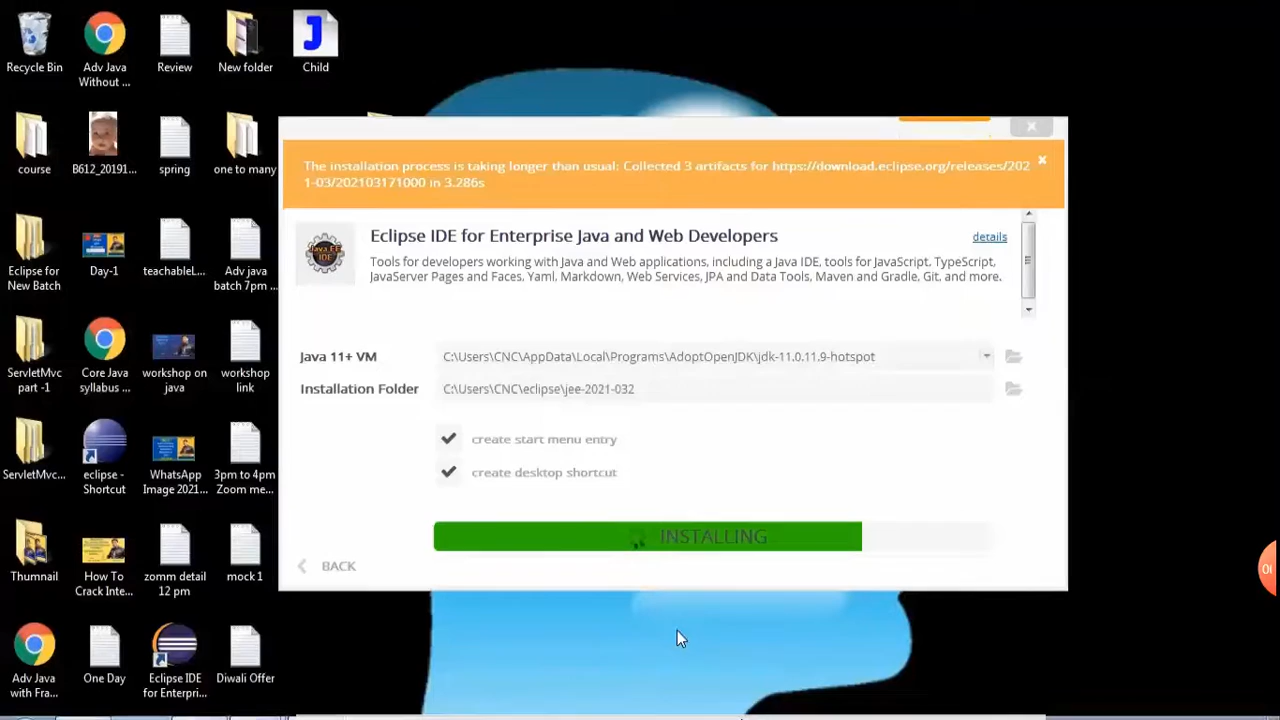 Recycle Bin
Adv Java
Without ...
Review
New folder
Child
course
B612_20191...
spring
one to many
Eclipse for
New Batch
Day-1
teachableL...
Adv java
batch 7pm ...
ServletMvc
part -1
Core Java
syllabus ...
workshop on
java
workshop
link
ServletMvc...
eclipse -
Shortcut
WhatsApp
Image 2021...
3pm to 4pm
Zoom me...
Thumnail
How To
Crack Inte...
zomm detail
12 pm
mock 1
Adv Java
with Fra...
One Day
Eclipse IDE
for Enterpri...
Diwali Offer
The installation process is taking longer than usual: Collected 3 artifacts for https://download.eclipse.org/releases/202
1-03/202103171000 in 3.286s
Java EE
IDE
Eclipse IDE for Enterprise Java and Web Developers
details
Tools for developers working with Java and Web applications, including a Java IDE, tools for JavaScript, TypeScript,
JavaServer Pages and Faces, Yaml, Markdown, Web Services, JPA and Data Tools, Maven and Gradle, Git, and more.
Java 11+ VM
C:\Users\CNC\AppData\Local\Programs\AdoptOpenJDK\jdk-11.0.11.9-hotspot
Installation Folder
C:\Users\CNC\eclipse\jee-2021-032
create start menu entry
create desktop shortcut
INSTALLING
BACK